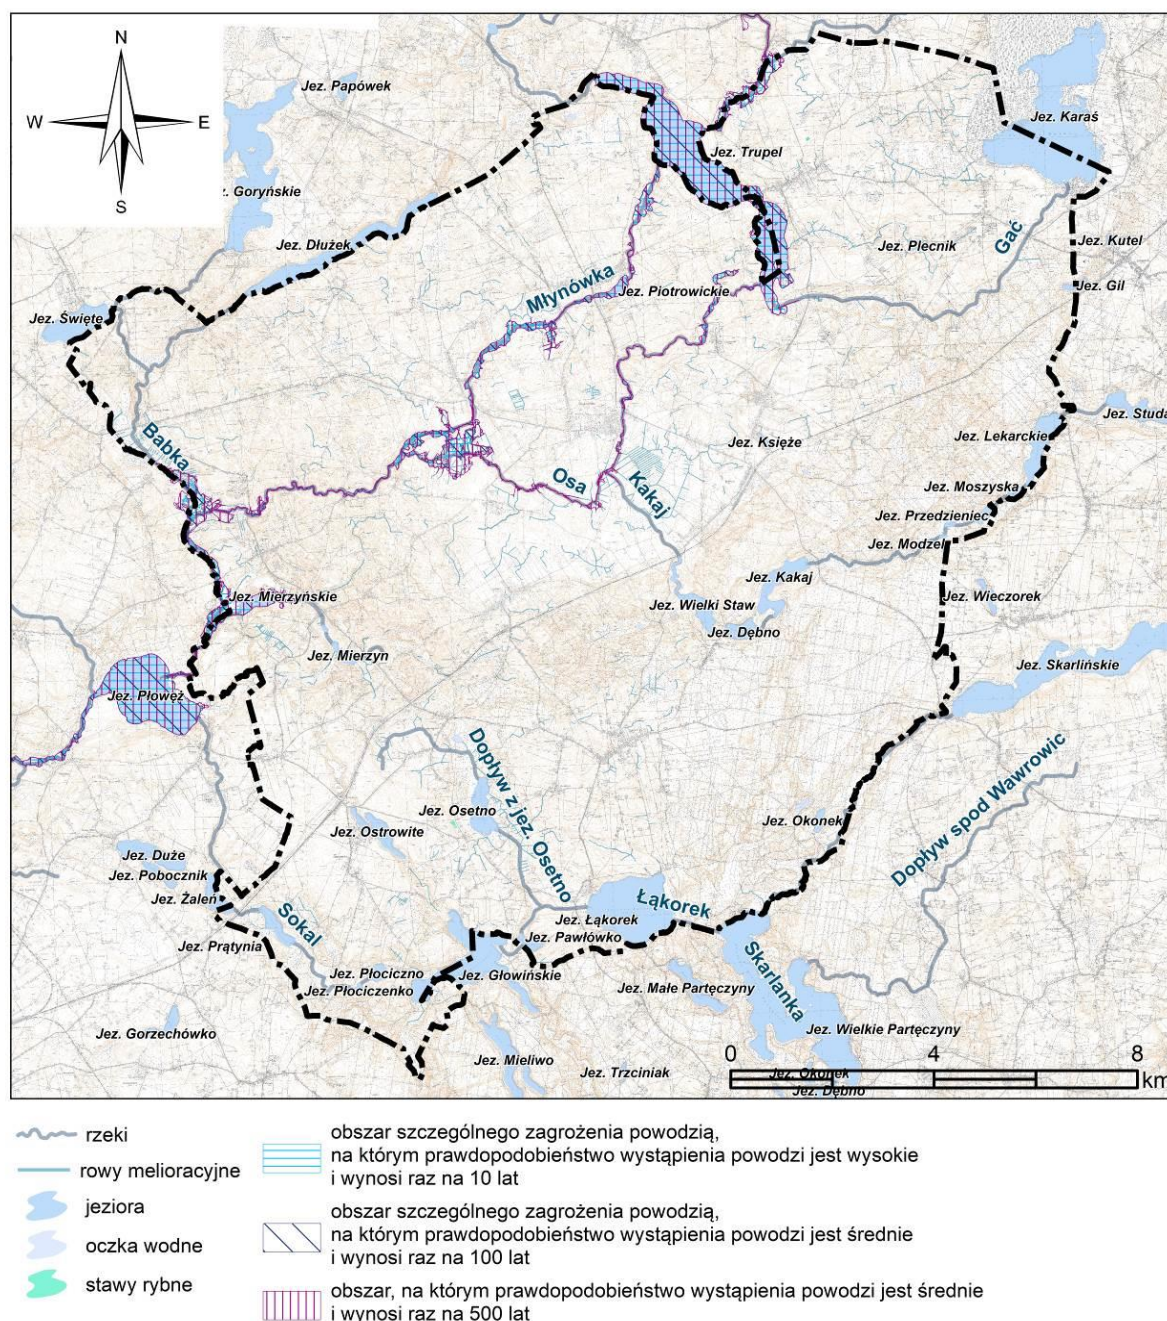 N
W
E
S
Jez. Papówek
Jez. Karaś
Jez. Trupel
z. Goryńskie
Jez. Dłużek
Jez. Plecnik
Gać
Jez. Kutel
Jez. Gil
Młynówka
Jez. Piotrowickie
Jez. Święte
Jez. Studa
Babka
Jez. Księże
Jez. Lekarckie
Osa
Kakaj
Jez. Moszyska
Jez. Przedzieniec
Jez. Modzel
Jez. Kakaj
Jez. Mierzyńskie
Jez. Wielki Staw
Jez. Wieczorek
Jez. Dębno
Jez. Mierzyn
Jez. Skarlińskie
Jez. Płowęż
Dopływ z jez. Osetno
Dopływ spod Wawrowic
Jez. Osetno
Jez. Okonek
Jez. Ostrowite
Jez. Duże
Jez. Pobocznik
Jez. Żaleń
Sokal
Łąkorek
Jez. Łąkorek
Jez. Pawłówko
Jez. Prątynia
Skarlanka
Jez. Płociczno
Jez. Głowińskie
Jez. Płociczenko
Jez. Małe Partęczyny
Jez. Gorzechówko
Jez. Wielkie Partęczyny
Jez. Mieliwo
Jez. Trzciniak
0 4 8
km
Jez. Okonek
Jez. Dębno
rzeki
rowy melioracyjne
jeziora
oczka wodne
stawy rybne
obszar szczególnego zagrożenia powodzią,
na którym prawdopodobieństwo wystąpienia powodzi jest wysokie
i wynosi raz na 10 lat
obszar szczególnego zagrożenia powodzią,
na którym prawdopodobieństwo wystąpienia powodzi jest średnie
i wynosi raz na 100 lat
obszar, na którym prawdopodobieństwo wystąpienia powodzi jest średnie
i wynosi raz na 500 lat